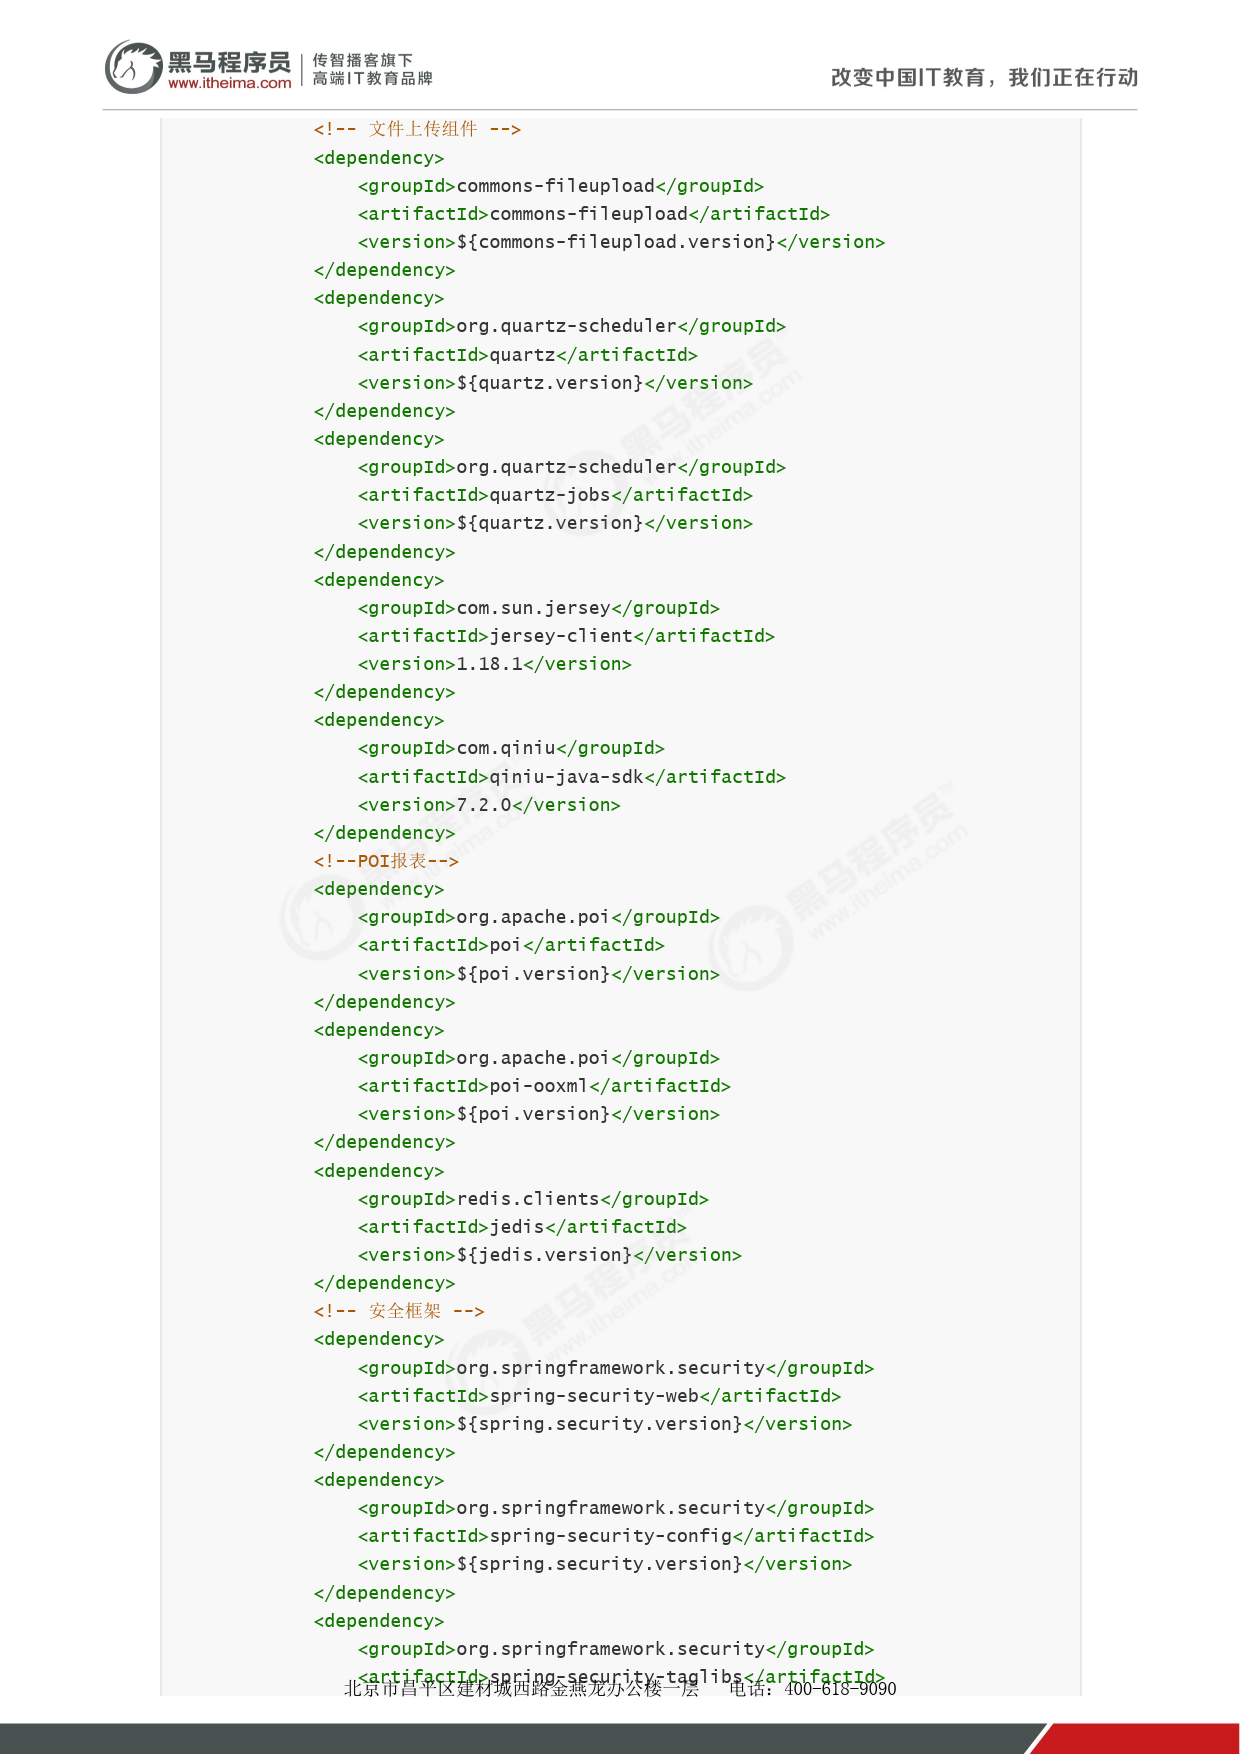 黑马程序员
www.itheima.com
传智播客旗下
高端IT教育品牌
改变中国IT教育，我们正在行动
<!-- 文件上传组件 -->
<dependency>
<groupId>commons-fileupload</groupId>
<artifactId>commons-fileupload</artifactId>
<version>${commons-fileupload.version}</version>
</dependency>
<dependency>
<groupId>org.quartz-scheduler</groupId>
<artifactId>quartz</artifactId>
<version>${quartz.version}</version>
</dependency>
<dependency>
<groupId>org.quartz-scheduler</groupId>
<artifactId>quartz-jobs</artifactId>
<version>${quartz.version}</version>
</dependency>
<dependency>
<groupId>com.sun.jersey</groupId>
<artifactId>jersey-client</artifactId>
<version>1.18.1</version>
</dependency>
<dependency>
<groupId>com.qiniu</groupId>
<artifactId>qiniu-java-sdk</artifactId>
<version>7.2.0</version>
</dependency>
<!--POI报表-->
<dependency>
<groupId>org.apache.poi</groupId>
<artifactId>poi</artifactId>
<version>${poi.version}</version>
</dependency>
<dependency>
<groupId>org.apache.poi</groupId>
<artifactId>poi-ooxml</artifactId>
<version>${poi.version}</version>
</dependency>
<dependency>
<groupId>redis.clients</groupId>
<artifactId>jedis</artifactId>
<version>${jedis.version}</version>
</dependency>
<!-- 安全框架 -->
<dependency>
<groupId>org.springframework.security</groupId>
<artifactId>spring-security-web</artifactId>
<version>${spring.security.version}</version>
</dependency>
<dependency>
<groupId>org.springframework.security</groupId>
<artifactId>spring-security-config</artifactId>
<version>${spring.security.version}</version>
</dependency>
<dependency>
<groupId>org.springframework.security</groupId>
<artifactId>spring-security-taglibs</artifactId>
北京市昌平区建材城西路金燕龙办公楼一层 电话：400-618-9090